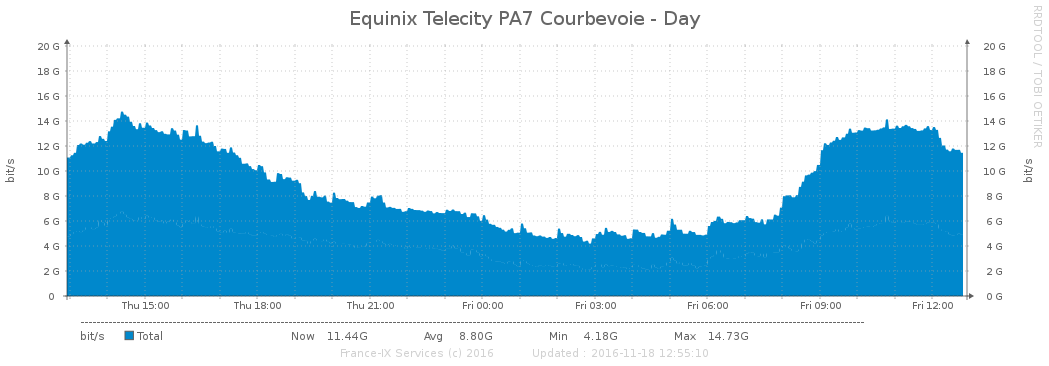 Equinix Telecity PA7 Courbevoie - Day
RRDTOOL / TOBI OETIKER
20 G 20 G
18 G 18 G
16 G 16 G
14 G 14 G
12 G 12 G
10 G 10 G
8 G 8 G
6 G 6 G
4 G 4 G
2 G 2 G
0 0 G
bit/s bit/s
Thu 15:00 Thu 18:00 Thu 21:00 Fri 00:00 Fri 03:00 Fri 06:00 Fri 09:00 Fri 12:00
bit/s Total Now 11.44G Avg 8.80G Min 4.18G Max 14.73G
France-IX Services (c) 2016 Updated : 2016-11-18 12:55:10